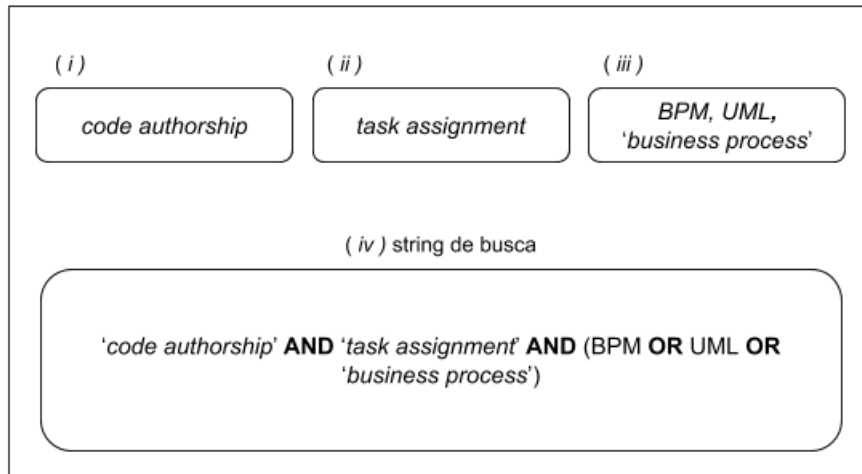 ( i )
( ii )
( iii )
code authorship
task assignment
BPM, UML,
‘business process’
( iv ) string de busca
‘code authorship’ AND ‘task assignment’ AND (BPM OR UML OR
‘business process’)